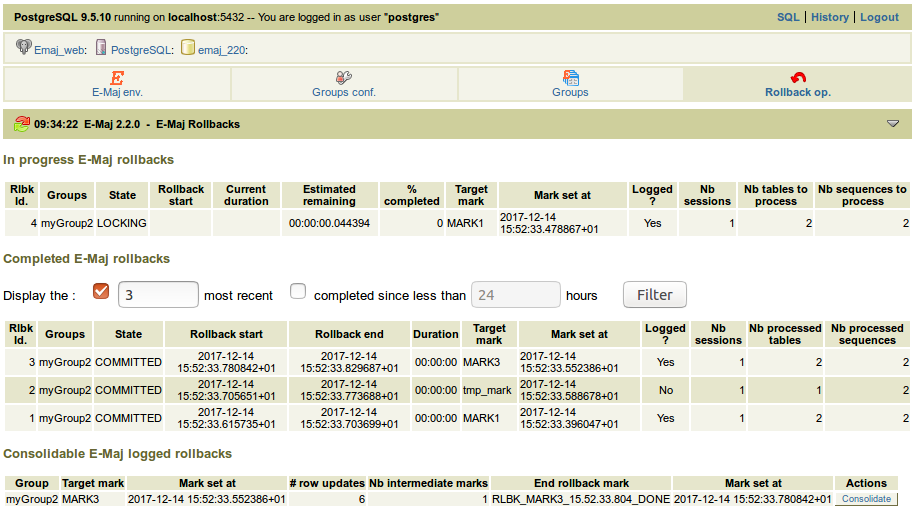 PostgreSQL 9.5.10 running on localhost:5432 -- You are logged in as user "postgres" SQL | History | Logout
Emaj_web: PostgreSQL: emaj_220:
E-Maj env. Groups conf. Groups Rollback op.
09:34:22 E-Maj 2.2.0 - E-Maj Rollbacks
In progress E-Maj rollbacks
Rlbk Id. Groups State Rollback start Current duration Estimated remaining % completed Target mark Mark set at Logged ? Nb sessions Nb tables to process Nb sequences to process
4 myGroup2 LOCKING 00:00:00.044394 0 MARK1 2017-12-14 15:52:33.478867+01 Yes 1 2 2
Completed E-Maj rollbacks
Display the : 3 most recent completed since less than 24 hours Filter
Rlbk Id. Groups State Rollback start Rollback end Duration Target mark Mark set at Logged ? Nb sessions Nb processed tables Nb processed sequences
3 myGroup2 COMMITTED 2017-12-14 15:52:33.780842+01 2017-12-14 15:52:33.829687+01 00:00:00 MARK3 2017-12-14 15:52:33.552386+01 Yes 1 2 2
2 myGroup2 COMMITTED 2017-12-14 15:52:33.705651+01 2017-12-14 15:52:33.773688+01 00:00:00 tmp_mark 2017-12-14 15:52:33.588678+01 No 1 1 2
1 myGroup2 COMMITTED 2017-12-14 15:52:33.615735+01 2017-12-14 15:52:33.703699+01 00:00:00 MARK1 2017-12-14 15:52:33.396047+01 Yes 1 2 2
Consolidable E-Maj logged rollbacks
Group Target mark Mark set at # row updates Nb intermediate marks End rollback mark Mark set at Actions
myGroup2 MARK3 2017-12-14 15:52:33.552386+01 6 1 RLBK_MARK3_15.52.33.804_DONE 2017-12-14 15:52:33.780842+01 Consolidate